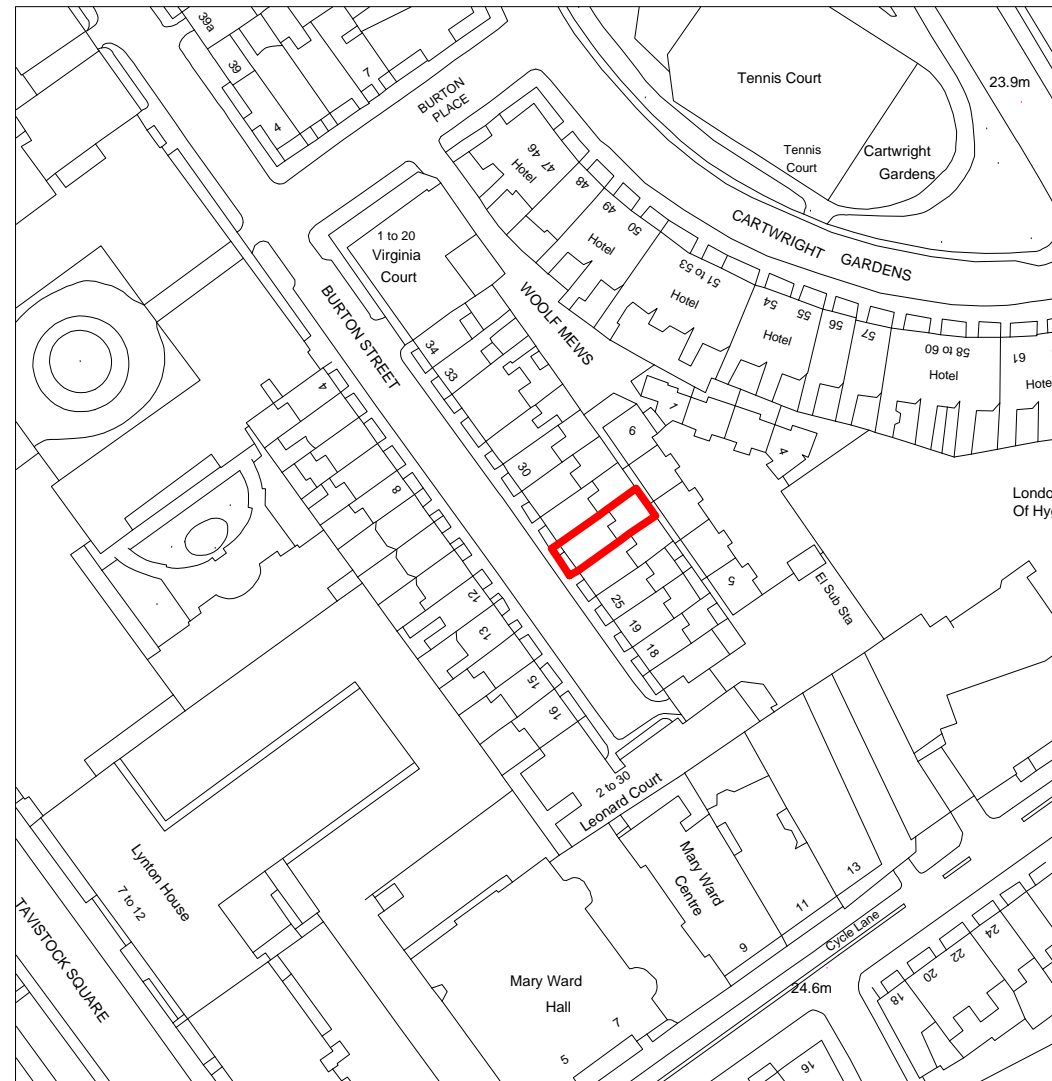 39a
39
7
4
BURTON
PLACE
Tennis Court
23.9m
Tennis
Court
Cartwright
Gardens
46
47
Hotel
48
49
50
Hotel
CARTWRIGHT GARDENS
51 to 53
Hotel
54
55
Hotel
56
57
58 to 60
Hotel
61
Hote
1 to 20
Virginia
Court
BURTON STREET
WOOLF MEWS
34
33
30
4
8
12
13
15
16
25
19
18
6
1
4
5
El Sub Sta
Londo
Of Hyg
2 to 30
Leonard Court
Mary Ward
Centre
9
11
13
Cycle Lane
Lynton House
7 to 12
TAVISTOCK SQUARE
Mary Ward
Hall
5
7
24.6m
18
20
22
24
16